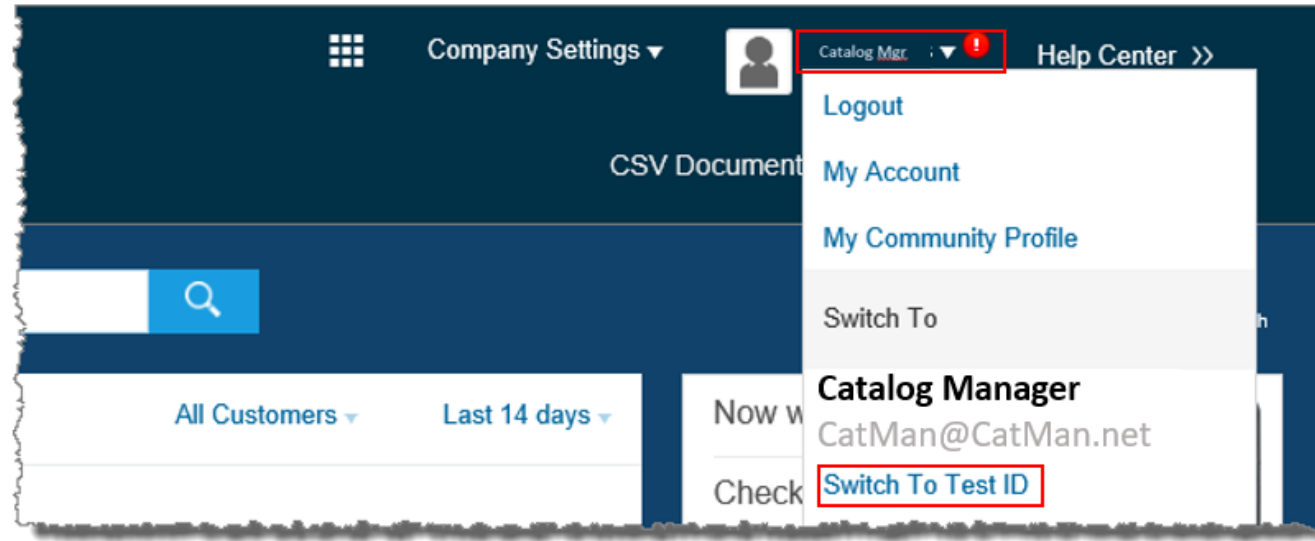 Company Settings
Catalog Mgr.
!
Help Center >>
CSV Document
Logout
My Account
My Community Profile
Switch To
h
All Customers
Last 14 days
Now w
Catalog Manager
CatMan@CatMan.net
Check
Switch To Test ID